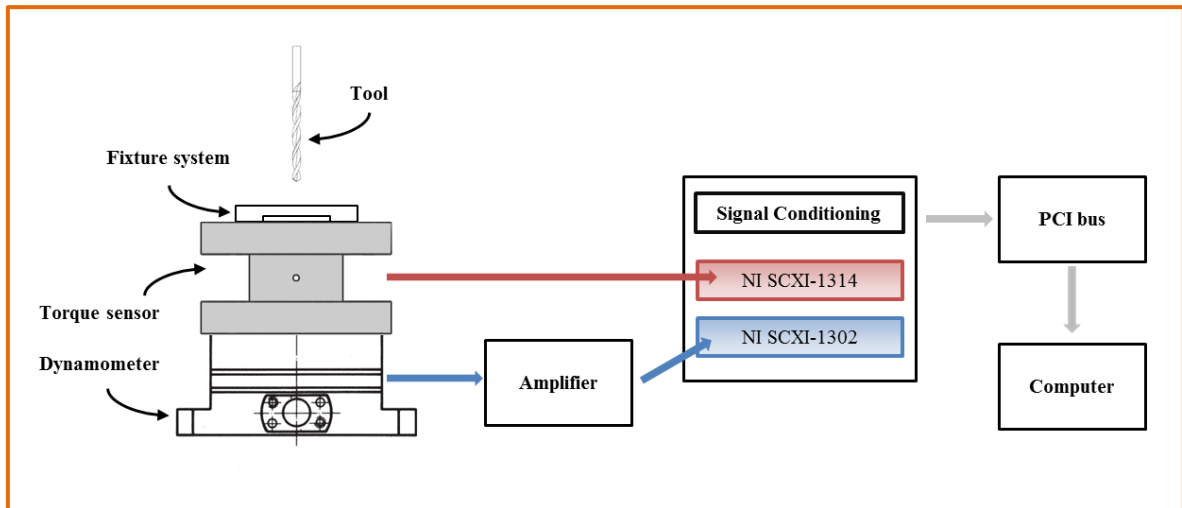 Tool
Fixture system
Signal Conditioning
PCI bus
NI SCXI-1314
Torque sensor
NI SCXI-1302
Dynamometer
Amplifier
Computer